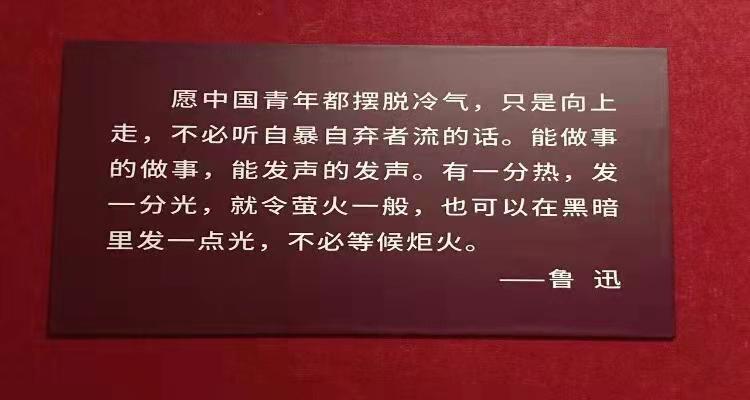 愿中国青年都摆脱冷气，只是向上
走，不必听自暴自弃者流的话。能做事
的做事，能发声的发声。有一分热，发
一分光，就令萤火一般，也可以在黑暗
里发一点光，不必等候炬火。
——鲁 迅